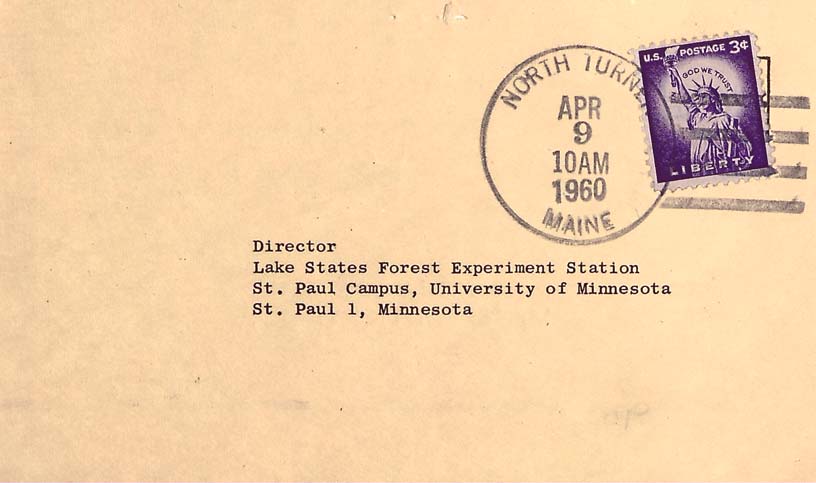 U.S. POSTAGE 3¢
IN GOD WE TRUST
LIBERTY
NORTH TURNE
APR
9
10AM
1960
MAINE
Director
Lake States Forest Experiment Station
St. Paul Campus, University of Minnesota
St. Paul 1, Minnesota